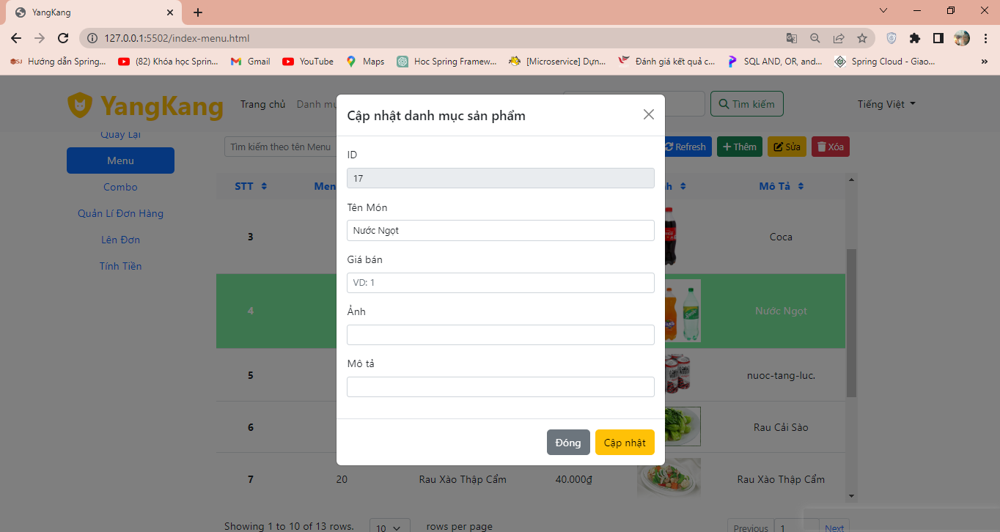 YangKang
127.0.0.1:5502/index-menu.html
Hướng dẫn Spring...
(82) Khóa học Sprin...
Gmail
YouTube
Maps
Hoc Spring Framew...
[Microservice] Dựn...
Đánh giá kết quả c...
SQL AND, OR, and...
Spring Cloud - Giao...
»
YangKang
Trang chủ
Danh mụ
Tìm kiếm
Tiếng Việt
Quay Lại
Menu
Combo
Quản Lí Đơn Hàng
Lên Đơn
Tính Tiền
Tìm kiếm theo tên Menu
Refresh
Thêm
Sửa
Xóa
STT
Men
h
Mô Tả
3
Coca
4
Nước Ngọt
5
nuoc-tang-luc.
6
Rau Cải Sào
7
20
Rau Xào Thập Cẩm
40.000₫
Rau Xào Thập Cẩm
Showing 1 to 10 of 13 rows.
10
rows per page
Previous
1
Next
Cập nhật danh mục sản phẩm
ID
17
Tên Món
Nước Ngọt
Giá bán
VD: 1
Ảnh
Mô tả
Đóng
Cập nhật